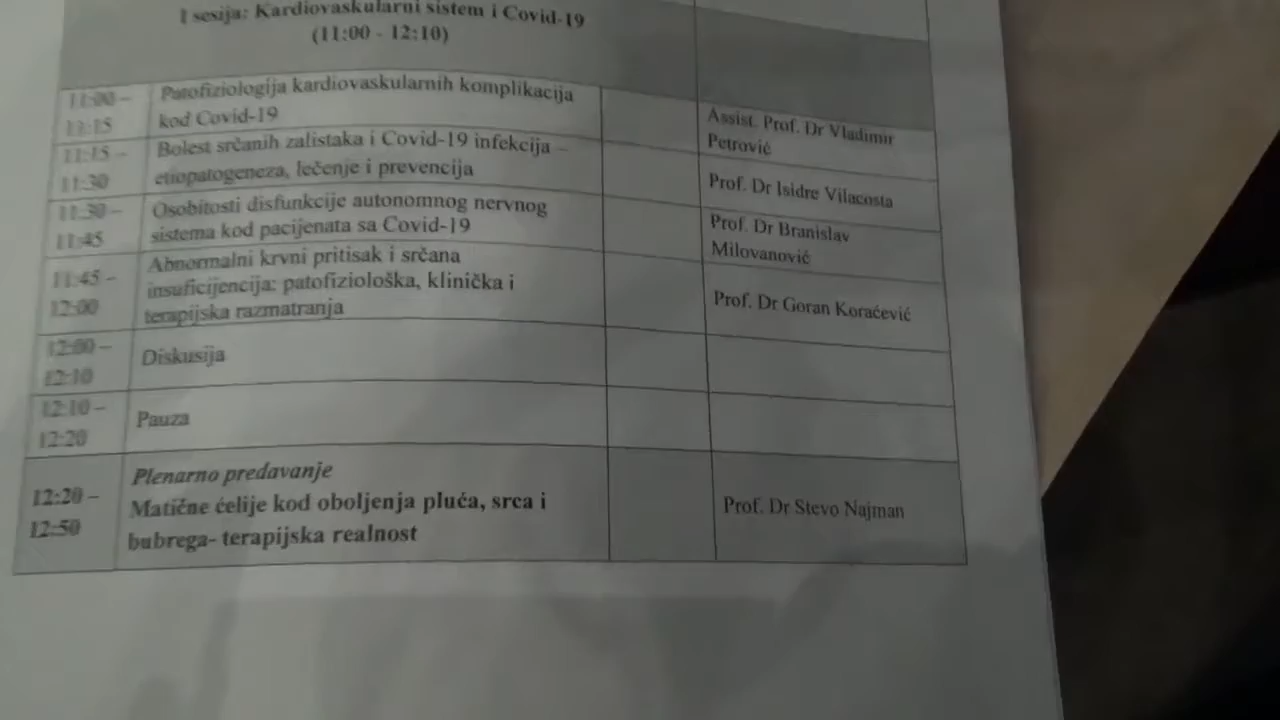 I sesija: Kardiovaskularni sistem i Covid-19
(11:00 - 12:10)
11:00 –
11:15
Patofiziologija kardiovaskularnih komplikacija
kod Covid-19
Assist. Prof. Dr Vladimir
Petrović
11:15 –
11:30
Bolest srčanih zalistaka i Covid-19 infekcija –
etiopatogeneza, lečenje i prevencija
Prof. Dr Isidre Vilacosta
11:30 –
11:45
Osobitosti disfunkcije autonomnog nervnog
sistema kod pacijenata sa Covid-19
Prof. Dr Branislav
Milovanović
11:45 –
12:00
Abnormalni krvni pritisak i srčana
insuficijencija: patofiziološka, klinička i
terapijska razmatranja
Prof. Dr Goran Koraćević
12:00 –
12:10
Diskusija
12:10 –
12:20
Pauza
12:20 –
12:50
Plenarno predavanje
Matične ćelije kod oboljenja pluća, srca i
bubrega- terapijska realnost
Prof. Dr Stevo Najman